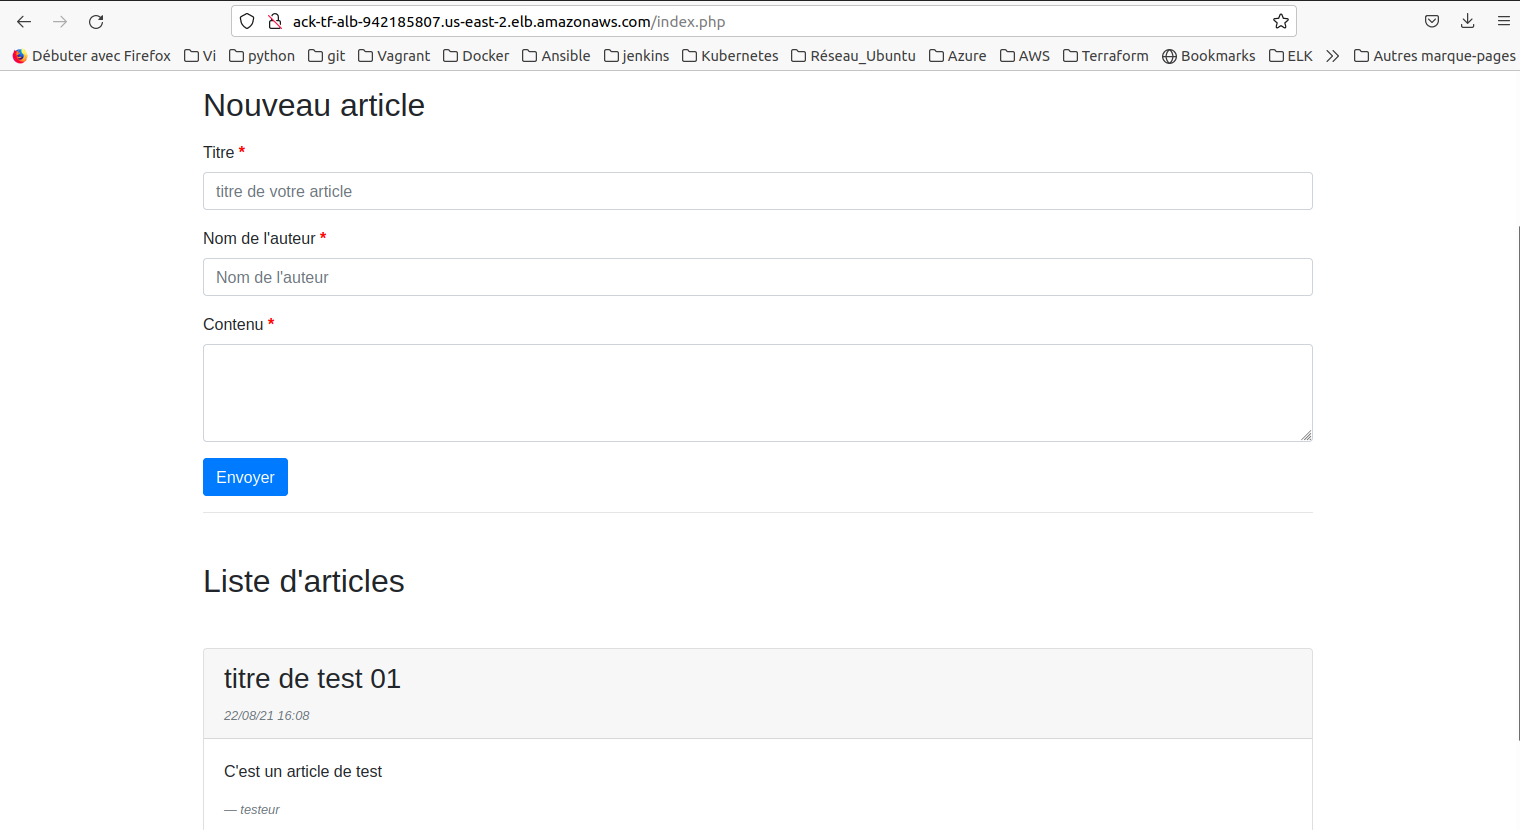 ack-tf-alb-942185807.us-east-2.elb.amazonaws.com/index.php
Débuter avec Firefox Vi python git Vagrant Docker Ansible jenkins Kubernetes Réseau_Ubuntu Azure AWS Terraform Bookmarks ELK Autres marque-pages
Nouveau article
Titre *
titre de votre article
Nom de l'auteur *
Nom de l'auteur
Contenu *
Envoyer
Liste d'articles
titre de test 01
22/08/21 16:08
C'est un article de test
— testeur